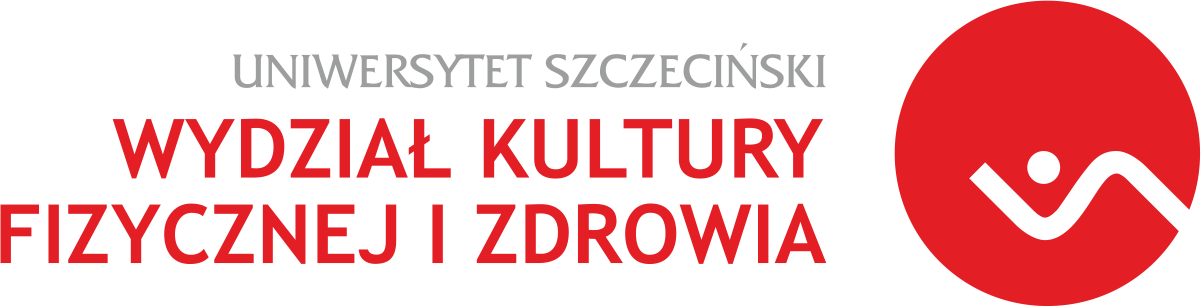 UNIWERSYTET SZCZECIŃSKI
WYDZIAŁ KULTURY
FIZYCZNEJ I ZDROWIA